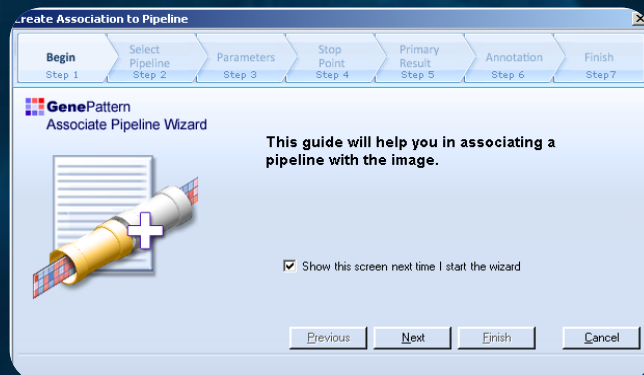 Create Association to Pipeline
Begin
Step 1
Select
Pipeline
Step 2
Parameters
Step 3
Stop
Point
Step 4
Primary
Result
Step 5
Annotation
Step 6
Finish
Step7
GenePattern
Associate Pipeline Wizard
This guide will help you in associating a
pipeline with the image.
Show this screen next time I start the wizard
Previous
Next
Finish
Cancel